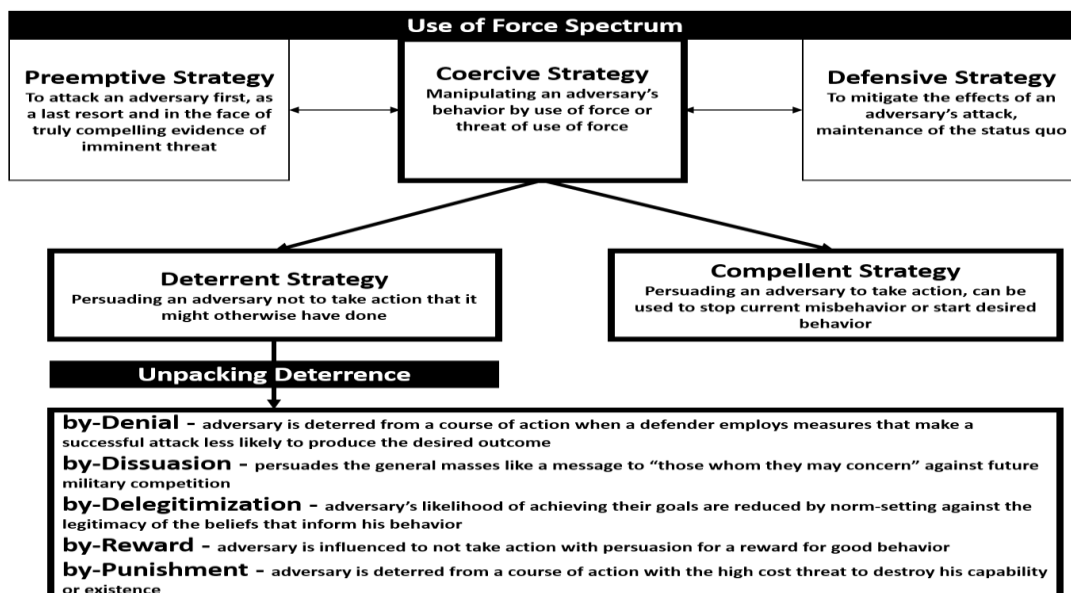 Use of Force Spectrum
Preemptive Strategy
To attack an adversary first, as
a last resort and in the face of
truly compelling evidence of
imminent threat
Coercive Strategy
Manipulating an adversary's
behavior by use of force or
threat of use of force
Defensive Strategy
To mitigate the effects of an
adversary's attack,
maintenance of the status quo
Deterrent Strategy
Persuading an adversary not to take action that it
might otherwise have done
Compellent Strategy
Persuading an adversary to take action, can be
used to stop current misbehavior or start desired
behavior
Unpacking Deterrence
by-Denial - adversary is deterred from a course of action when a defender employs measures that make a
successful attack less likely to produce the desired outcome
by-Dissuasion - persuades the general masses like a message to “those whom they may concern” against future
military competition
by-Delegitimization - adversary's likelihood of achieving their goals are reduced by norm-setting against the
legitimacy of the beliefs that inform his behavior
by-Reward - adversary is influenced to not take action with persuasion for a reward for good behavior
by-Punishment - adversary is deterred from a course of action with the high cost threat to destroy his capability
or existence